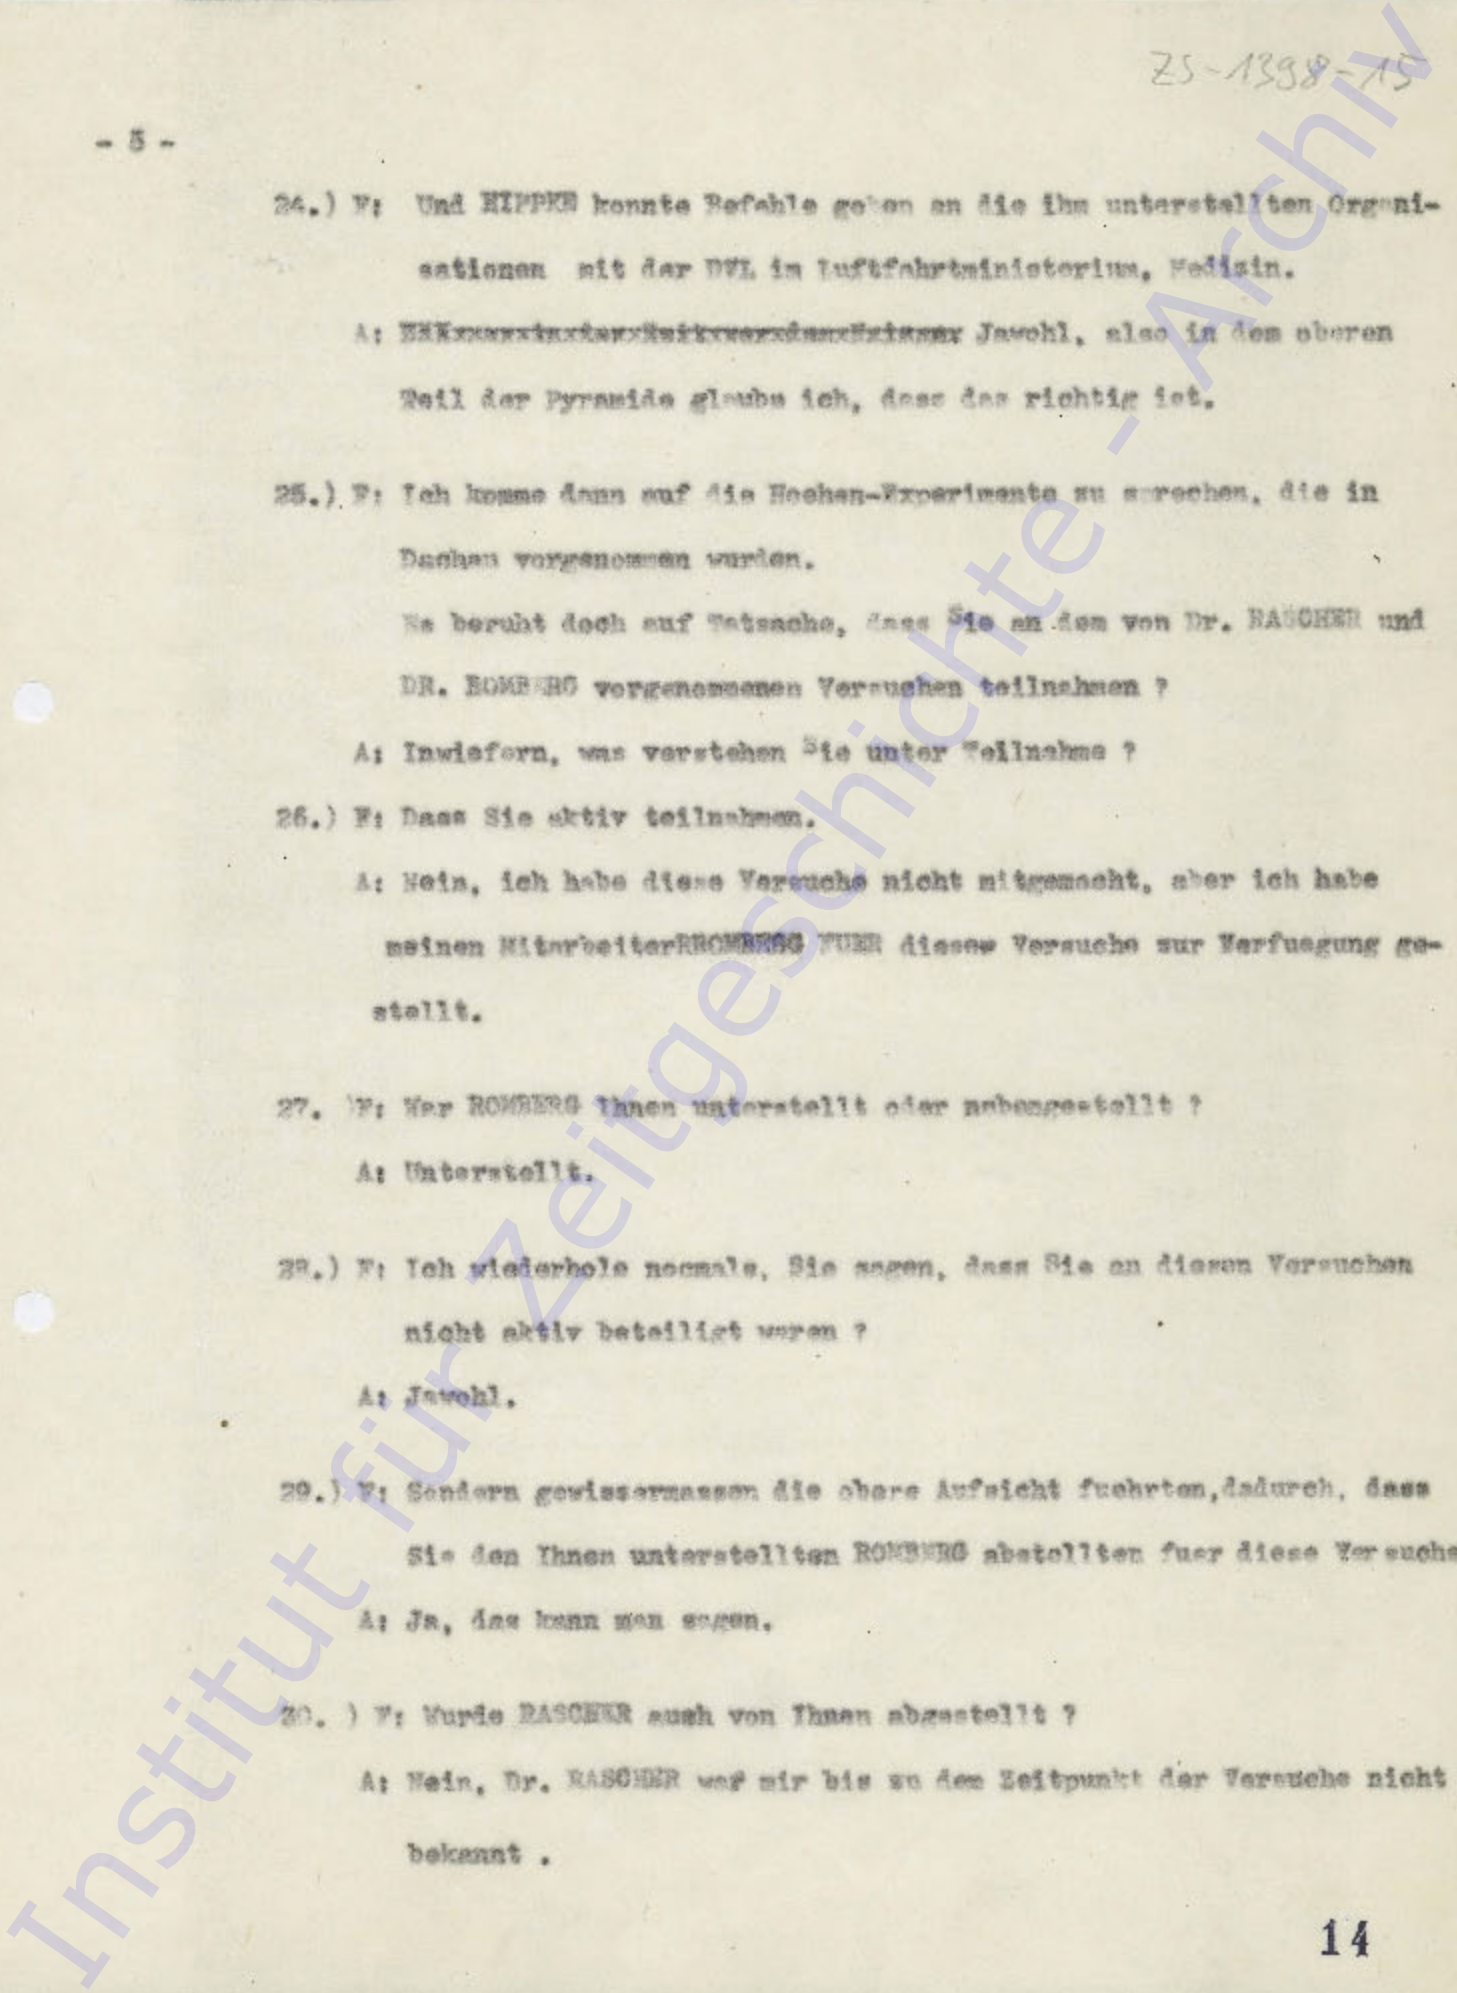 ZS-1398-15
- 5 -
24.) F: Und HIPPKE konnte Befehle geben an die ihm unterstellten Organi-
sationen mit der DVL im Luftfahrtministerium, Medizin.
A: Jawohl, also in dem oberen
Teil der Pyramide glaube ich, dass das richtig ist.
25.) F: Ich komme dann auf die Hoehen-Experimente zu sprechen, die in
Dachau vorgenommen wurden.
Es beruht doch auf Tatsache, dass Sie an dem von Dr. RASCHER und
DR. ROMBERG vorgenommenen Versuchen teilnahmen ?
A: Inwiefern, was verstehen Sie unter Teilnahme ?
26.) F: Dass Sie aktiv teilnahmen.
A: Nein, ich habe diese Versuche nicht mitgemacht, aber ich habe
meinen MitarbeiterRROMBERG FUER dieser Versuche zur Verfuegung ge-
stellt.
27. )F: War ROMBERG Ihnen unterstellt oder nebengestellt ?
A: Unterstellt.
28.) F: Ich wiederhole nocmals, Sie sagen, dass Sie an diesen Versuchen
nicht aktiv beteiligt waren ?
A: Jawohl.
29.) F: Sondern gewissermassen die obere Aufsicht fuehrten,dadurch, dass
Sie den Ihnen unterstellten ROMBERG abstellten fuer diese Versuche
A: Ja, das kann man sagen.
30. ) F: Wurde RASCHER auch von Ihnen abgestellt ?
A: Nein, Dr. RASCHER war mir bis zu dem Zeitpunkt der Versuche nicht
bekannt .
14
Institut für Zeitgeschichte - Archiv